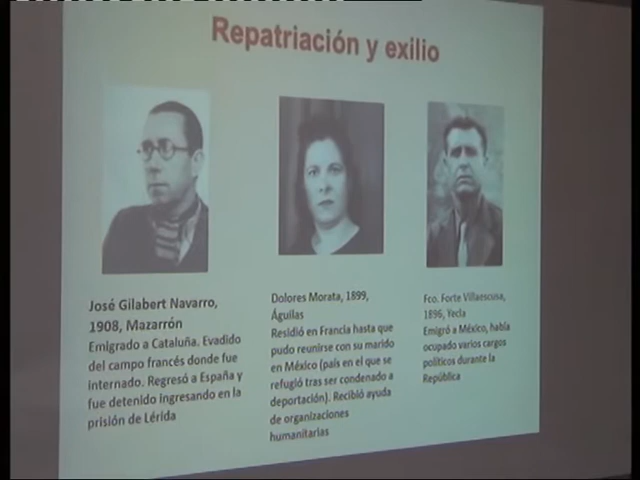 Repatriación y exilio
José Gilabert Navarro,
1908, Mazarrón
Emigrado a Cataluña. Evadido
del campo francés donde fue
internado. Regresó a España y
fue detenido ingresando en la
prisión de Lérida
Dolores Morata, 1899,
Águilas
Residió en Francia hasta que
pudo reunirse con su marido
en México (país en el que se
refugió tras ser condenado a
deportación). Recibió ayuda
de organizaciones
humanitarias
Fco. Forte Villaescusa,
1896, Yecla
Emigró a México, había
ocupado varios cargos
políticos durante la
República